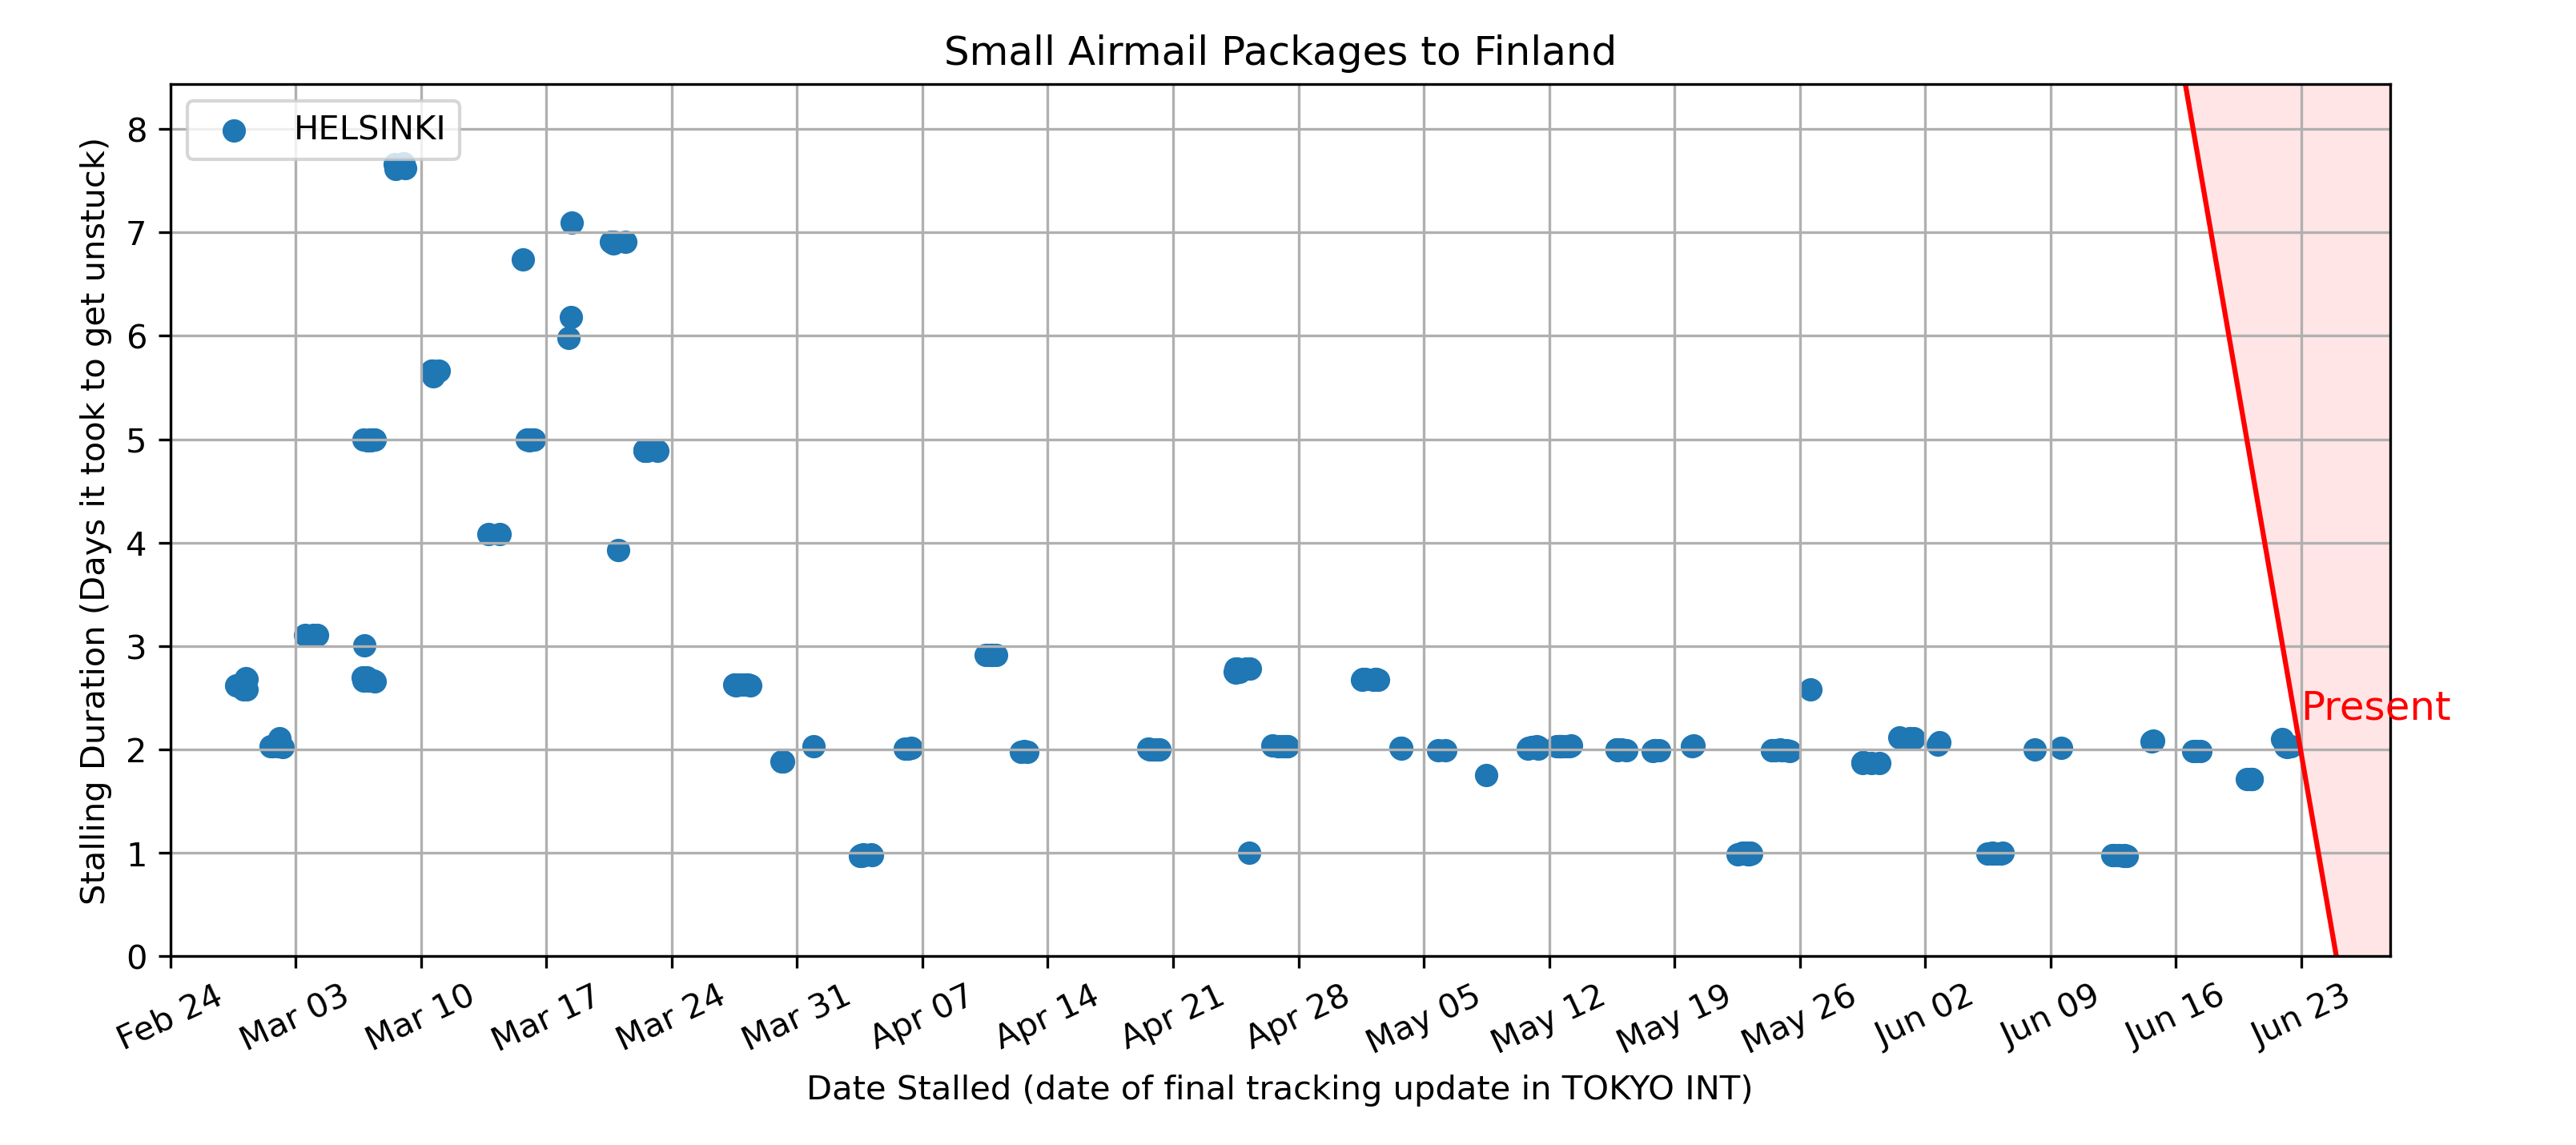 Small Airmail Packages to Finland
HELSINKI
Stalling Duration (Days it took to get unstuck)
8
7
6
5
4
3
2
1
0
Present
Feb 24
Mar 03
Mar 10
Mar 17
Mar 24
Mar 31
Apr 07
Apr 14
Apr 21
Apr 28
May 05
May 12
May 19
May 26
Jun 02
Jun 09
Jun 16
Jun 23
Date Stalled (date of final tracking update in TOKYO INT)